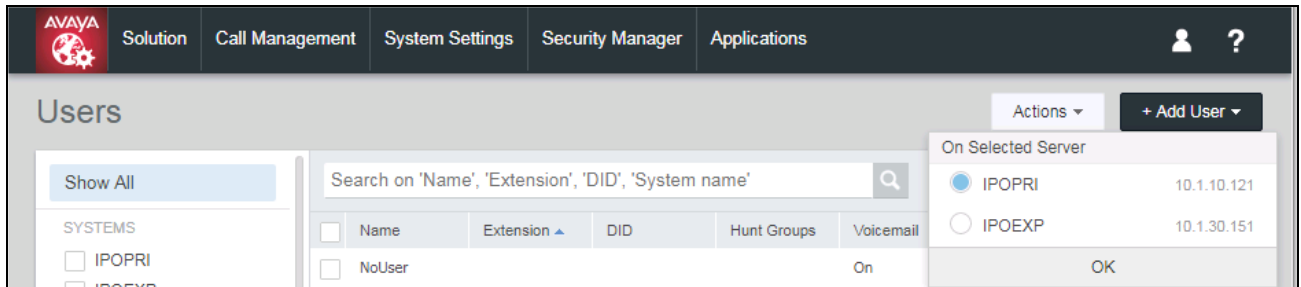 AVAYA
Solution Call Management System Settings Security Manager Applications ?
Users
Actions + Add User
On Selected Server
Show All
Search on 'Name', 'Extension', 'DID', 'System name'
IPOPRI 10.1.10.121
SYSTEMS
Name Extension DID Hunt Groups Voicemail
IPOEXP 10.1.30.151
IPOPRI
NoUser On
OK
IPOEXP